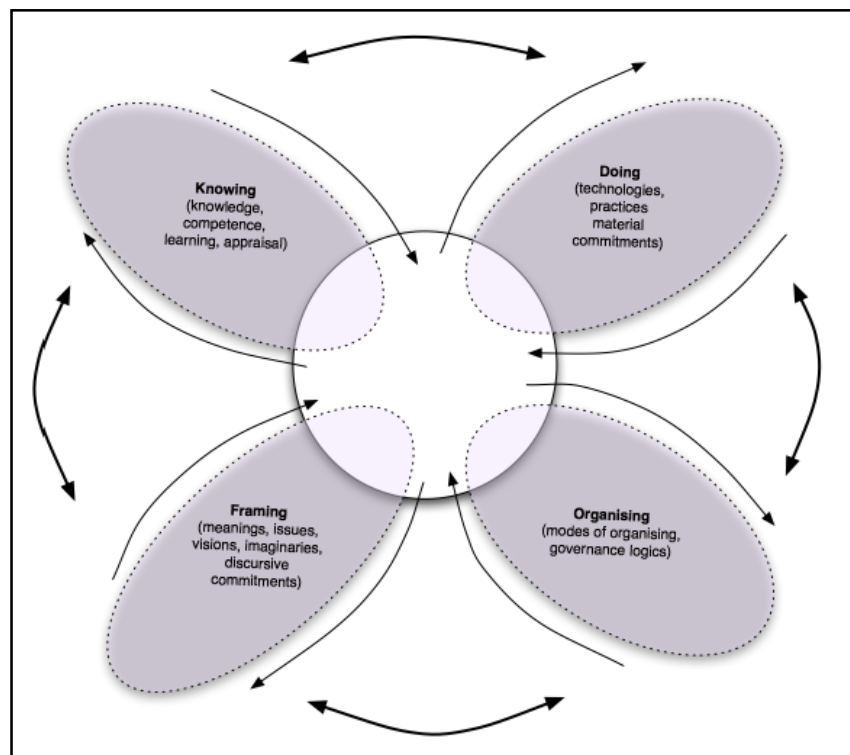 Knowing
(knowledge,
competence,
learning, appraisal)
Doing
(technologies,
practices
material
commitments)
Framing
(meanings, issues,
visions, imaginaries,
discursive
commitments)
Organising
(modes of organising,
governance logics)